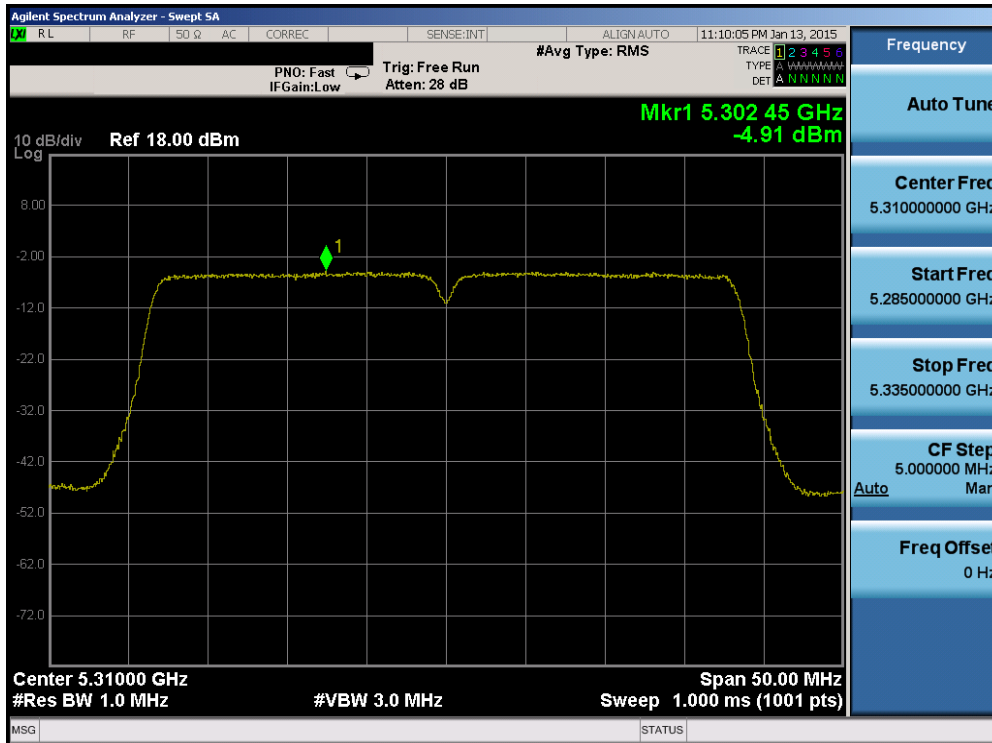 Agilent Spectrum Analyzer - Swept SA
LXI RL RF 50 Ω AC CORREC SENSE:INT ALIGN AUTO 11:10:05 PM Jan 13, 2015
#Avg Type: RMS TRACE 1 2 3 4 5 6
PNO: Fast Trig: Free Run TYPE A WWWWW
IFGain:Low Atten: 28 dB DET A N N N N N
Mkr1 5.302 45 GHz
10 dB/div Ref 18.00 dBm -4.91 dBm
Log
8.00
1
-2.00
-12.0
-22.0
-32.0
-42.0
-52.0
-62.0
-72.0
Center 5.31000 GHz Span 50.00 MHz
#Res BW 1.0 MHz #VBW 3.0 MHz Sweep 1.000 ms (1001 pts)
MSG STATUS
Frequency
Auto Tune
Center Freq
5.310000000 GHz
Start Freq
5.285000000 GHz
Stop Freq
5.335000000 GHz
CF Step
5.000000 MHz
Auto Man
Freq Offset
0 Hz